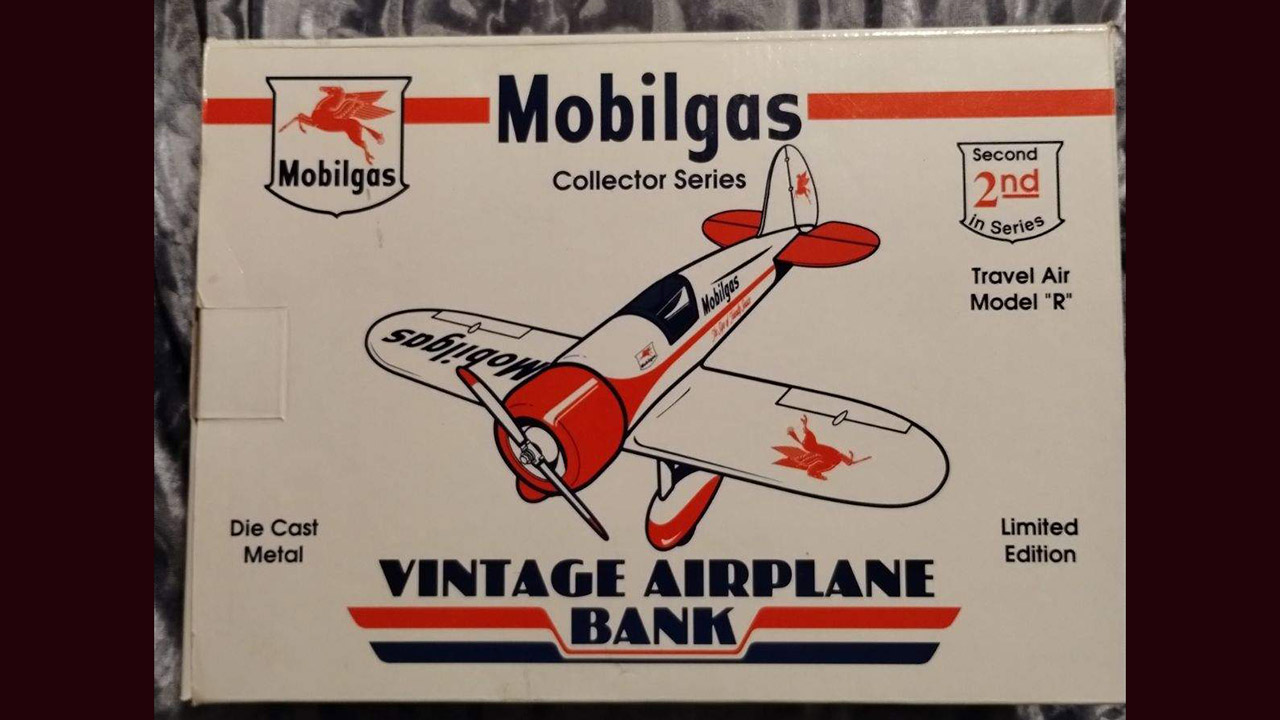 Mobilgas
Mobilgas
Collector Series
Second
2nd
in Series
Travel Air
Model "R"
Mobilgas
Mobilgas
Die Cast
Metal
Limited
Edition
VINTAGE AIRPLANE
BANK